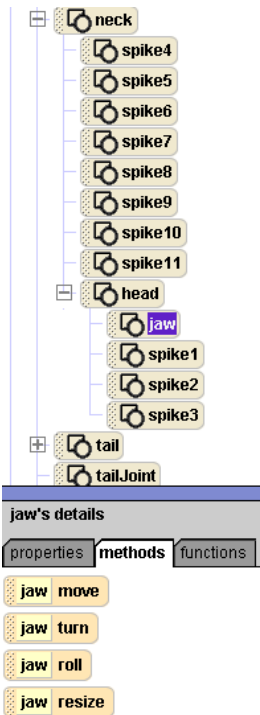 neck
spike4
spike5
spike6
spike7
spike8
spike9
spike10
spike11
head
jaw
spike1
spike2
spike3
tail
tailJoint
jaw's details
properties methods functions
jaw move
jaw turn
jaw roll
jaw resize